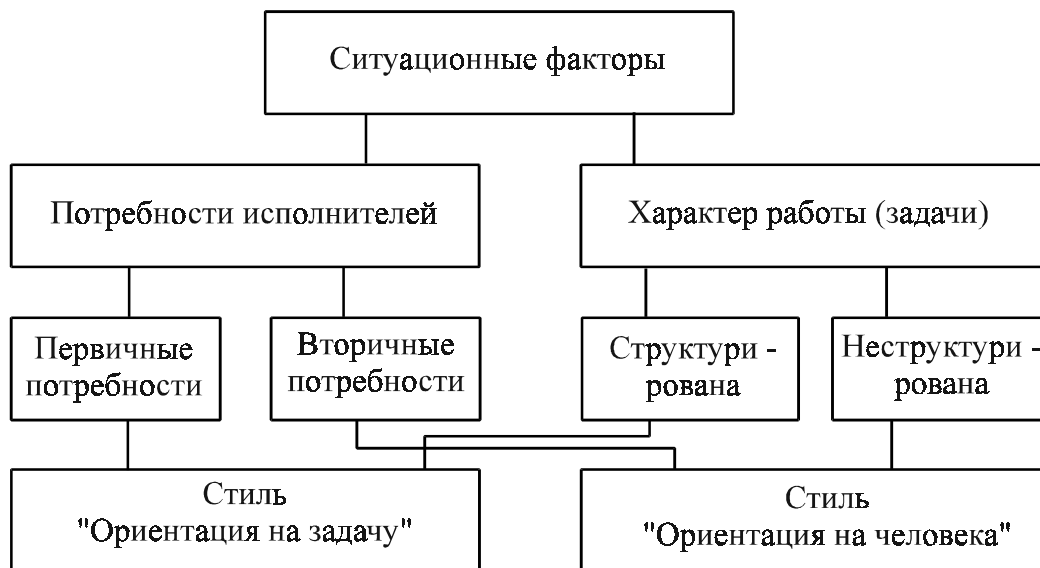 Ситуационные факторы
Потребности исполнителей
Характер работы (задачи)
Первичные
потребности
Вторичные
потребности
Структури -
рована
Неструктури -
рована
Стиль
"Ориентация на задачу"
Стиль
"Ориентация на человека"